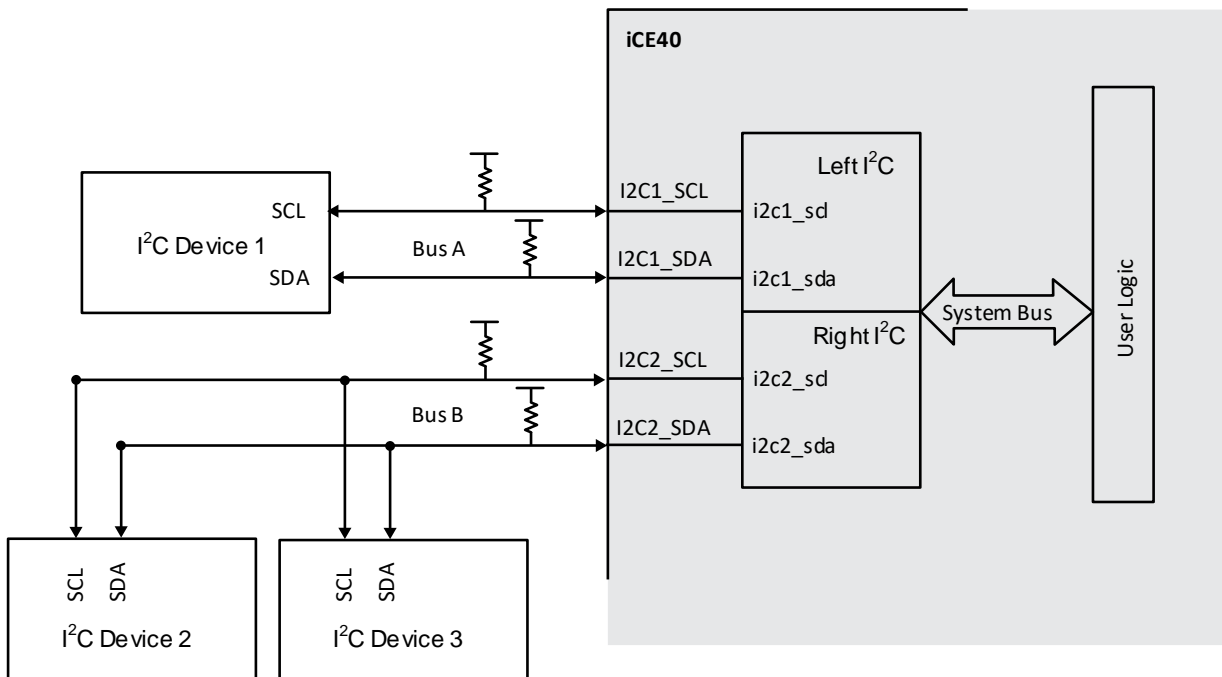 iCE40
Left I²C
I2C1_SCL
SCL
i2c1_scl
I²C Device 1
Bus A
I2C1_SDA
SDA
i2c1_sda
System Bus
User Logic
Right I²C
I2C2_SCL
i2c2_scl
Bus B
I2C2_SDA
i2c2_sda
SCL
SDA
SCL
SDA
I²C Device 2
I²C Device 3